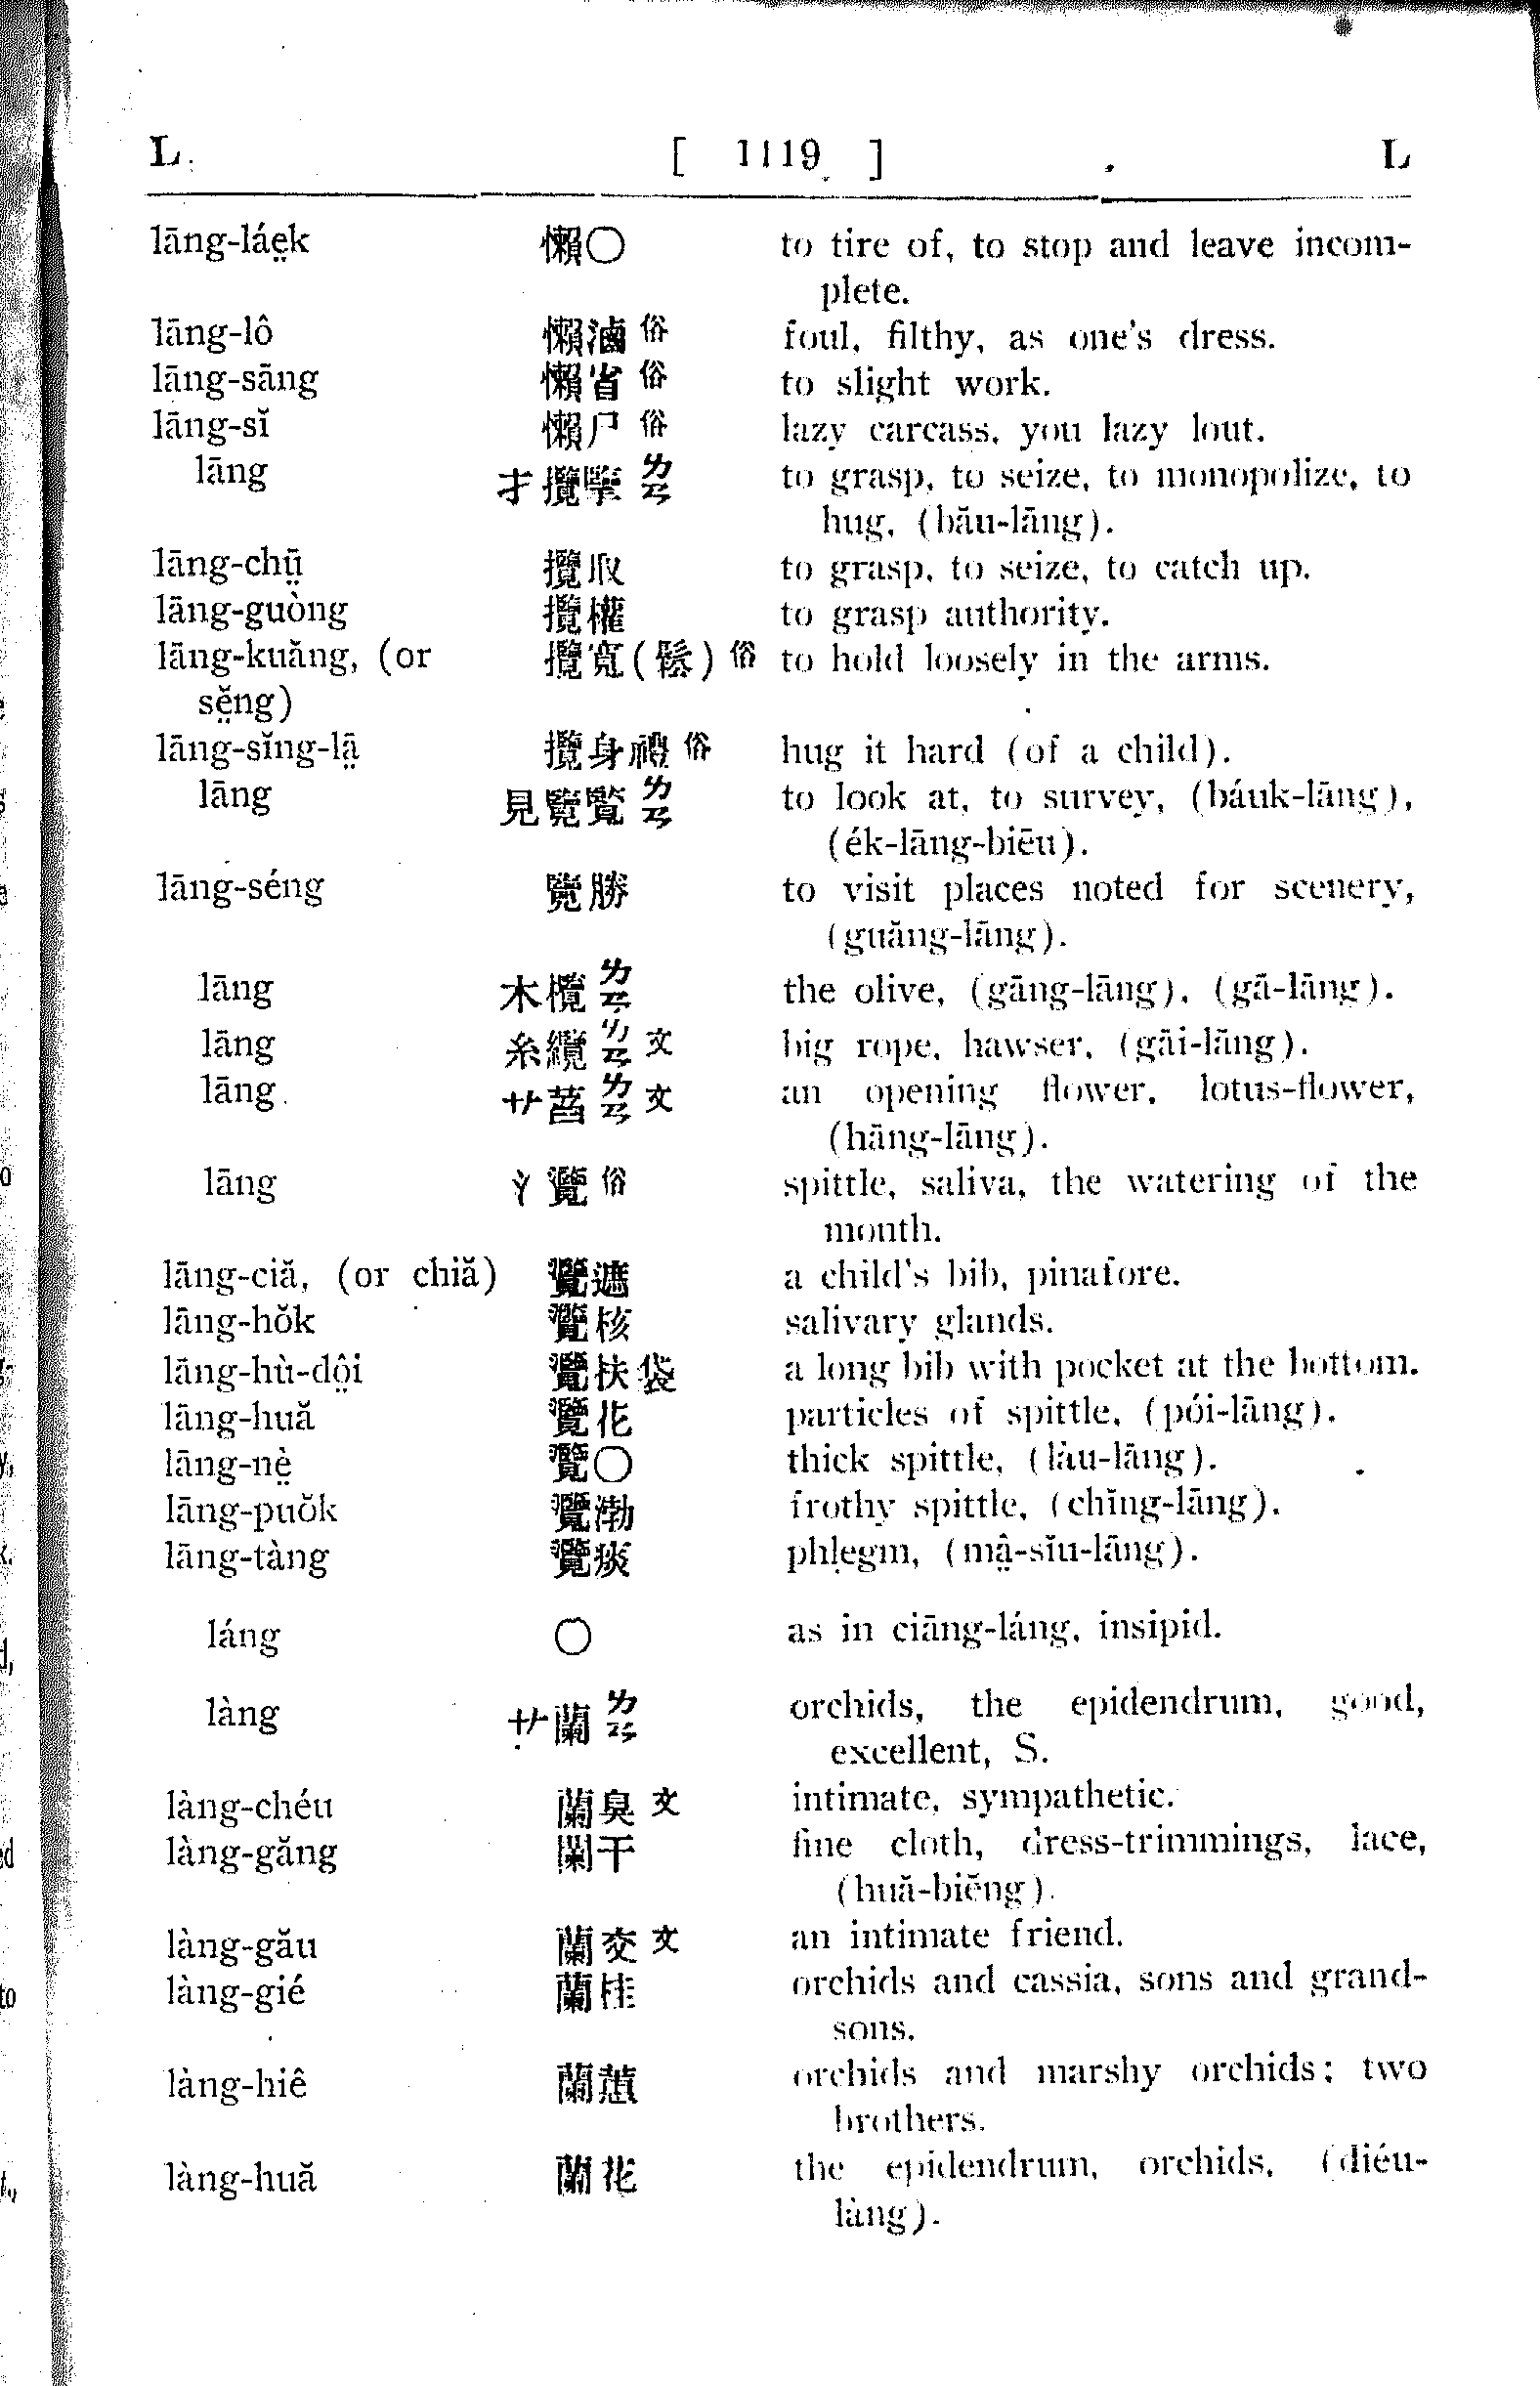 L [ 1119 ] L
lāng-láe̤k 懶〇 to tire of, to stop and leave incom-
plete.
lāng-lô 懶滷 俗 foul, filthy, as one's dress.
lāng-sāng 懶省 俗 to slight work.
lāng-sĭ 懶尸 俗 lazy carcass, you lazy lout.
lāng 扌攬擥 ㄌㄢ to grasp, to seize, to monopolize, to
hug, (bāu-lāng).
lāng-chṳ̄ 攬取 to grasp, to seize, to catch up.
lāng-guòng 攬權 to grasp authority.
lāng-kuăng, (or 攬寬(鬆)俗 to hold loosely in the arms.
sĕ̤ng)
lāng-sĭng-lā̤ 攬身禮 俗 hug it hard (of a child).
lāng 見覽覧 ㄌㄢ to look at, to survey, (báuk-lāng),
(ék-lāng-biēu).
lāng-séng 覽勝 to visit places noted for scenery,
(guăng-lāng).
lāng 木欖 ㄌㄢ the olive, (gāng-lāng), (gā-lāng).
lāng 糸纜 ㄌㄢ 文 big rope, hawser, (gāi-lāng).
lāng 艹萏 ㄌㄢ 文 an opening flower, lotus-flower,
(hāng-lāng).
lāng 灠 俗 spittle, saliva, the watering of the
month.
lāng-ciă, (or chiă) 灠遮 a child's bib, pinafore.
lāng-hŏk 灠核 salivary glands.
lāng-hù-dô̤i 灠扶袋 a long bib with pocket at the bottom.
lāng-huă 灠花 particles of spittle, (pói-lāng).
lāng-nè̤ 灠〇 thick spittle, (làu-lāng).
lāng-puŏk 灠渤 frothy spittle, (chĭng-lāng).
lāng-tàng 灠痰 phlegm, (mâ̤-sĭu-lāng).
láng 〇 as in ciāng-láng, insipid.
làng 艹蘭 ㄌㄢ orchids, the epidendrum, good,
excellent, S.
làng-chéu 蘭臭 文 intimate, sympathetic.
làng-găng 闌干 fine cloth, dress-trimmings, lace,
(huă-biĕng).
làng-gău 蘭交 文 an intimate friend.
làng-gié 蘭桂 orchids and cassia, sons and grand-
sons.
làng-hiê 蘭蕙 orchids and marshy orchids; two
brothers.
làng-huă 蘭花 the epidendrum, orchids, (diéu-
làng).